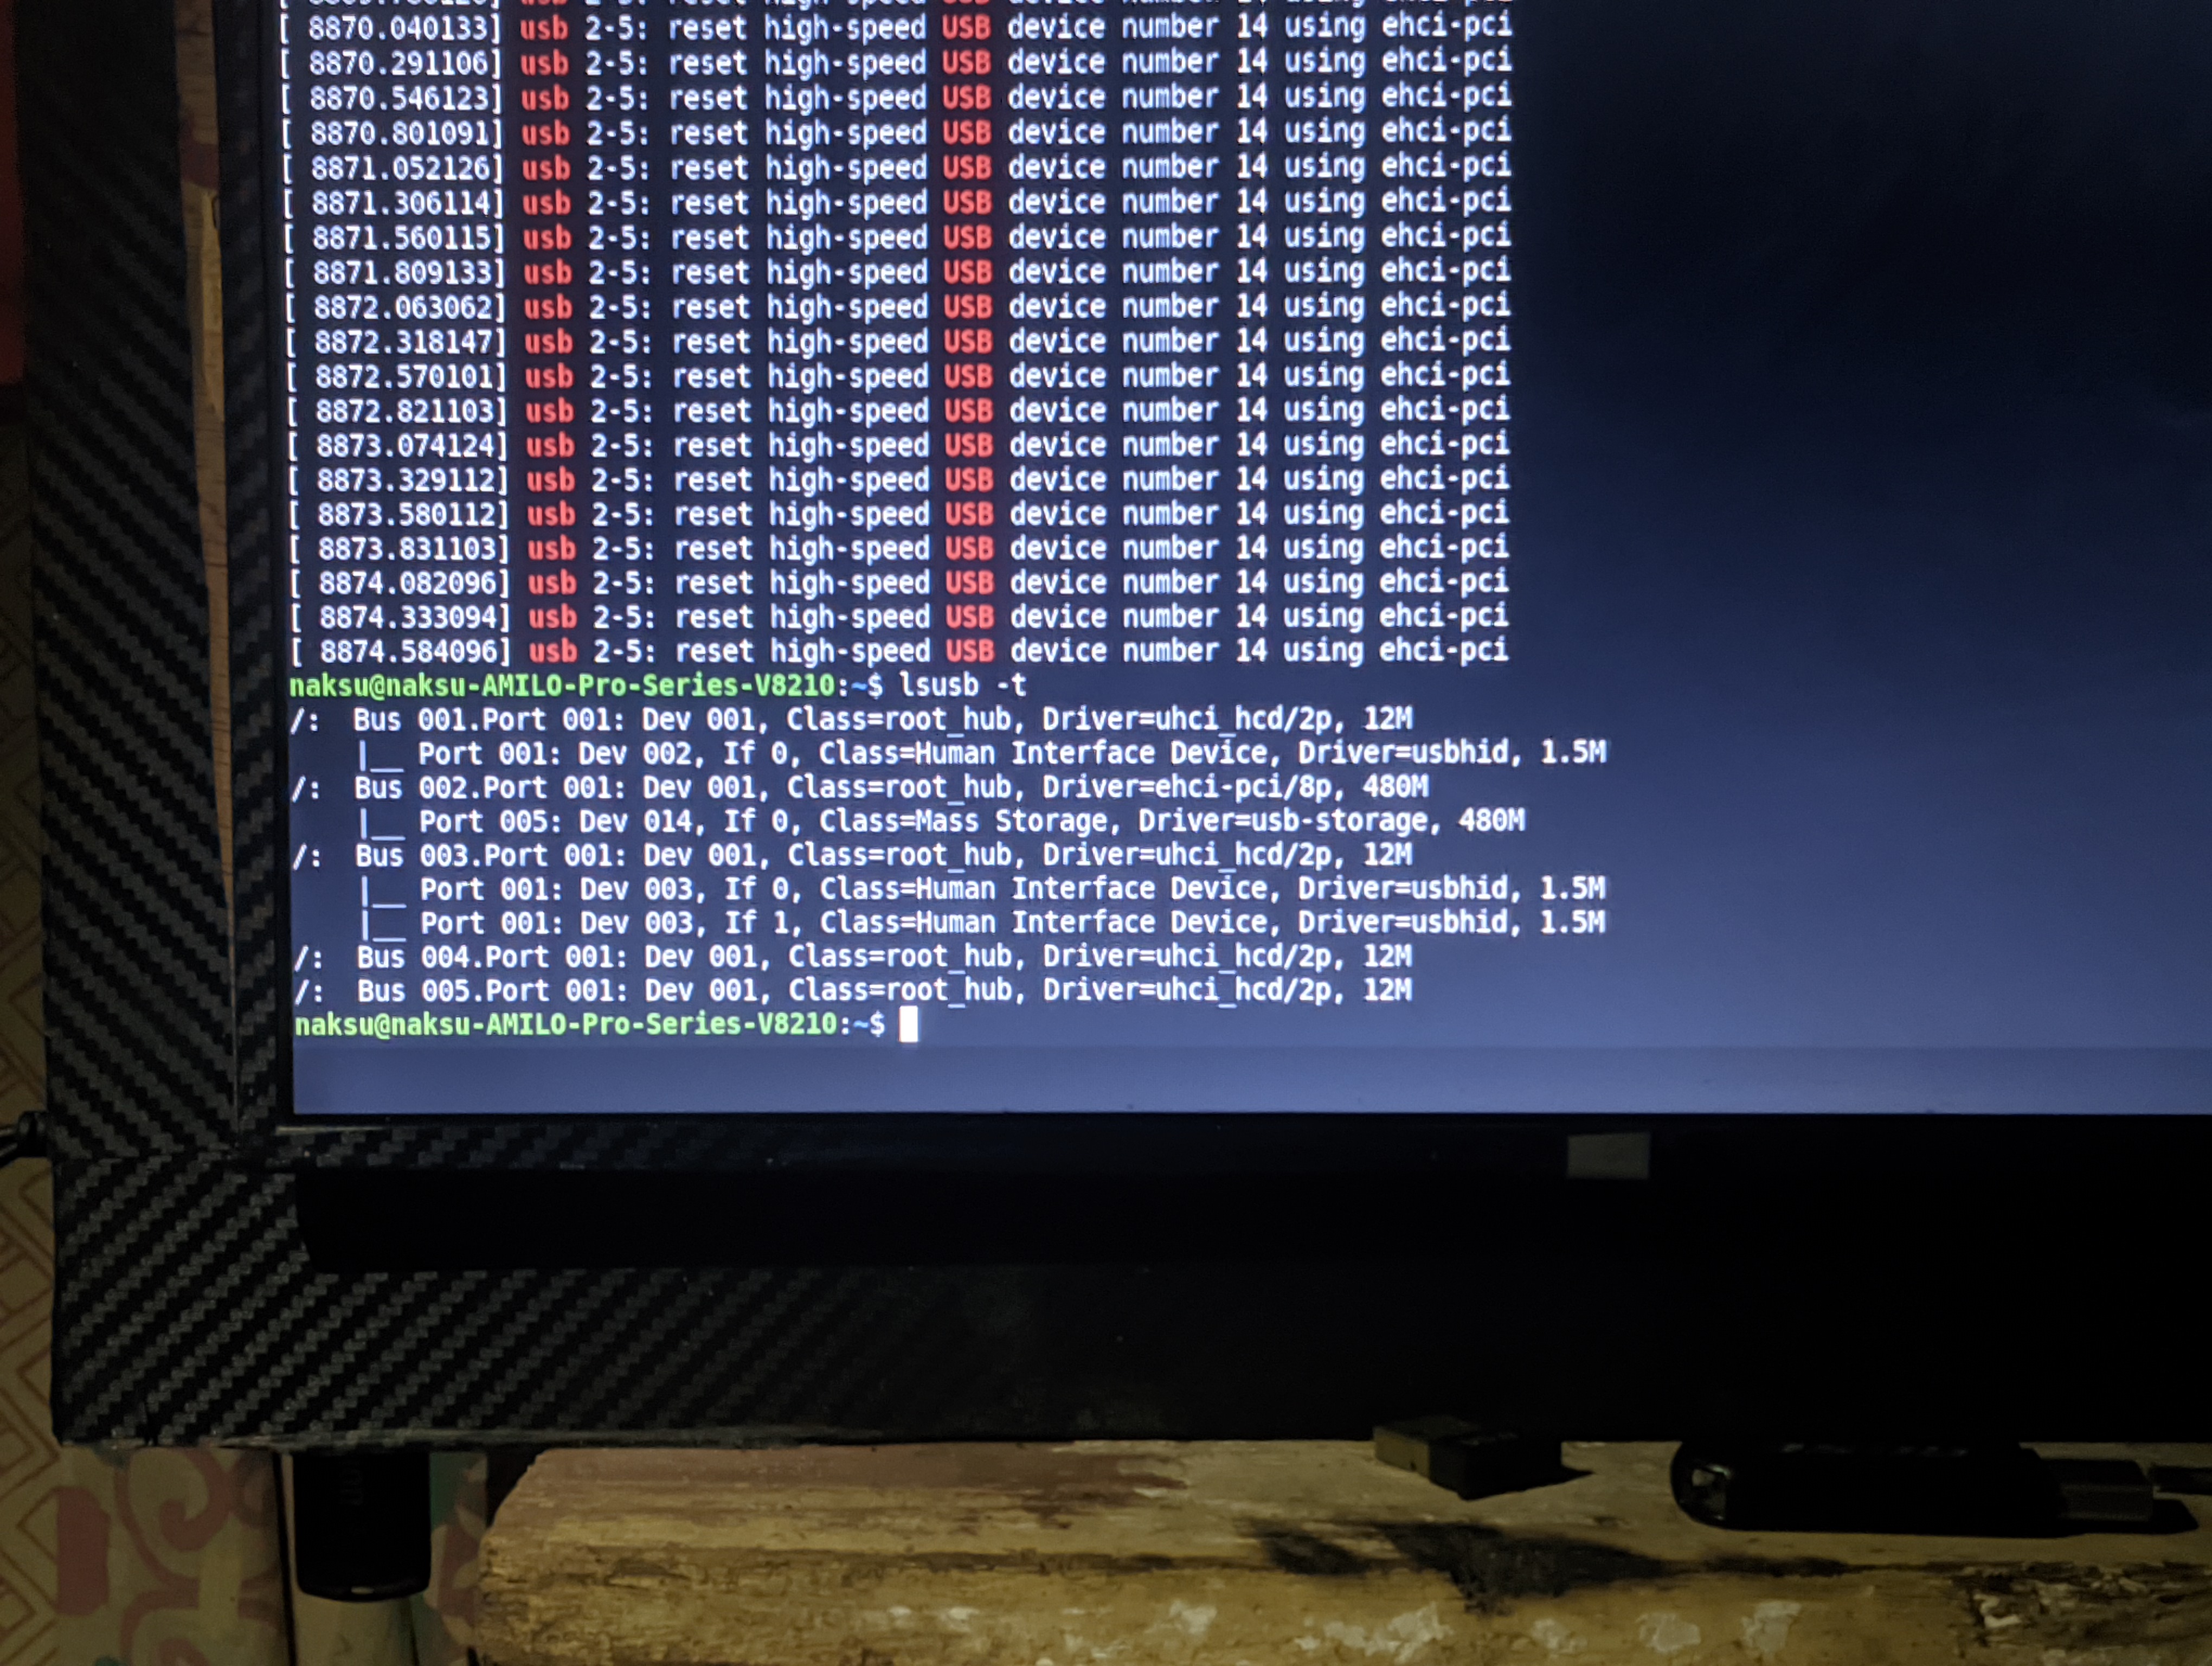 [ 8870.040133] usb 2-5: reset high-speed USB device number 14 using ehci-pci
[ 8870.291106] usb 2-5: reset high-speed USB device number 14 using ehci-pci
[ 8870.546123] usb 2-5: reset high-speed USB device number 14 using ehci-pci
[ 8870.801091] usb 2-5: reset high-speed USB device number 14 using ehci-pci
[ 8871.052126] usb 2-5: reset high-speed USB device number 14 using ehci-pci
[ 8871.306114] usb 2-5: reset high-speed USB device number 14 using ehci-pci
[ 8871.560115] usb 2-5: reset high-speed USB device number 14 using ehci-pci
[ 8871.809133] usb 2-5: reset high-speed USB device number 14 using ehci-pci
[ 8872.063062] usb 2-5: reset high-speed USB device number 14 using ehci-pci
[ 8872.318147] usb 2-5: reset high-speed USB device number 14 using ehci-pci
[ 8872.570101] usb 2-5: reset high-speed USB device number 14 using ehci-pci
[ 8872.821103] usb 2-5: reset high-speed USB device number 14 using ehci-pci
[ 8873.074124] usb 2-5: reset high-speed USB device number 14 using ehci-pci
[ 8873.329112] usb 2-5: reset high-speed USB device number 14 using ehci-pci
[ 8873.580112] usb 2-5: reset high-speed USB device number 14 using ehci-pci
[ 8873.831103] usb 2-5: reset high-speed USB device number 14 using ehci-pci
[ 8874.082096] usb 2-5: reset high-speed USB device number 14 using ehci-pci
[ 8874.333094] usb 2-5: reset high-speed USB device number 14 using ehci-pci
[ 8874.584096] usb 2-5: reset high-speed USB device number 14 using ehci-pci
naksu@naksu-AMILO-Pro-Series-V8210:~$ lsusb -t
/:  Bus 001.Port 001: Dev 001, Class=root_hub, Driver=uhci_hcd/2p, 12M
    |__ Port 001: Dev 002, If 0, Class=Human Interface Device, Driver=usbhid, 1.5M
/:  Bus 002.Port 001: Dev 001, Class=root_hub, Driver=ehci-pci/8p, 480M
    |__ Port 005: Dev 014, If 0, Class=Mass Storage, Driver=usb-storage, 480M
/:  Bus 003.Port 001: Dev 001, Class=root_hub, Driver=uhci_hcd/2p, 12M
    |__ Port 001: Dev 003, If 0, Class=Human Interface Device, Driver=usbhid, 1.5M
    |__ Port 001: Dev 003, If 1, Class=Human Interface Device, Driver=usbhid, 1.5M
/:  Bus 004.Port 001: Dev 001, Class=root_hub, Driver=uhci_hcd/2p, 12M
/:  Bus 005.Port 001: Dev 001, Class=root_hub, Driver=uhci_hcd/2p, 12M
naksu@naksu-AMILO-Pro-Series-V8210:~$